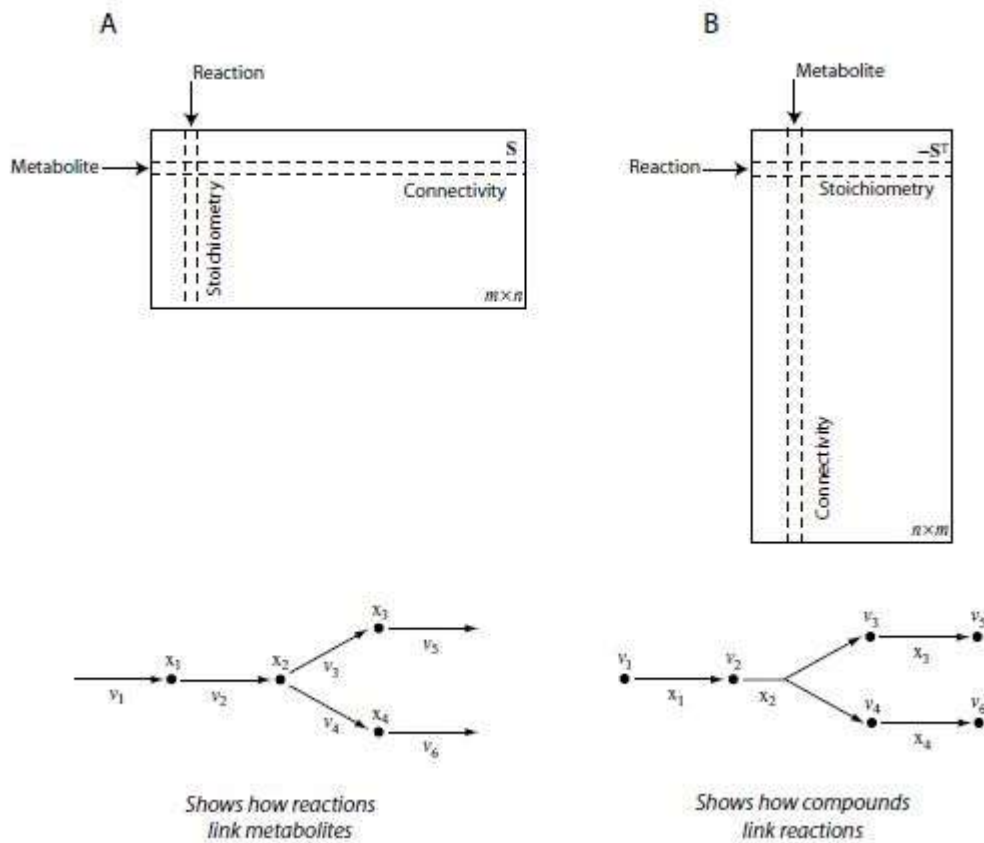 A
Reaction
S
Metabolite
Connectivity
Stoichiometry
m×n
x₁
x₂
x₃
x₄
v₁
v₂
v₃
v₄
v₅
v₆
Shows how reactions
link metabolites
B
Metabolite
–Sᵀ
Reaction
Stoichiometry
Connectivity
n×m
v₁
v₂
v₃
v₄
v₅
v₆
x₁
x₂
x₃
x₄
Shows how compounds
link reactions